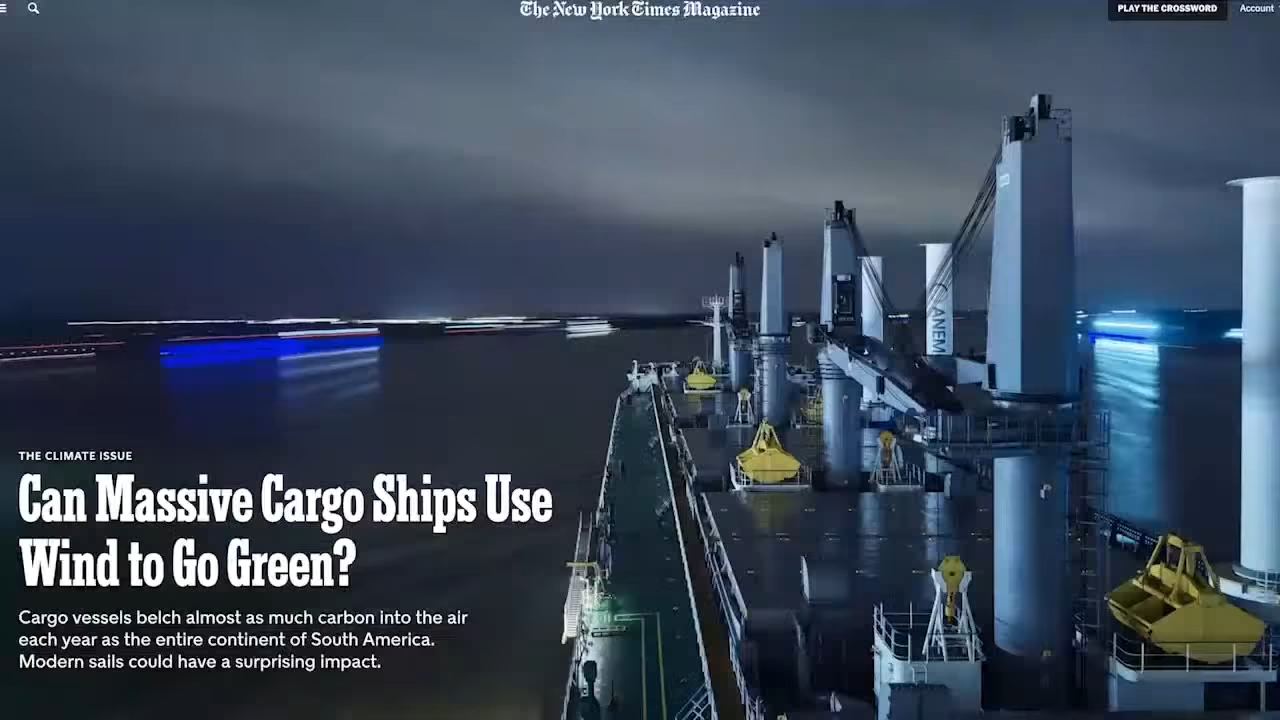 The New York Times Magazine
PLAY THE CROSSWORD
Account
ANEM
THE CLIMATE ISSUE
Can Massive Cargo Ships Use
Wind to Go Green?
Cargo vessels belch almost as much carbon into the air
each year as the entire continent of South America.
Modern sails could have a surprising impact.